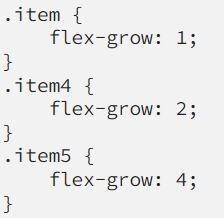 .item {
    flex-grow: 1;
}
.item4 {
    flex-grow: 2;
}
.item5 {
    flex-grow: 4;
}